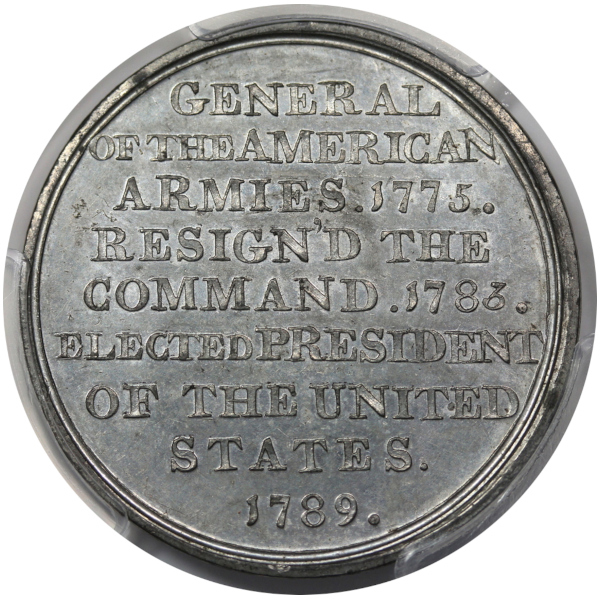 GENERAL
OF THE AMERICAN
ARMIES.1775.
RESIGN'D THE
COMMAND.1783.
ELECTED PRESIDENT
OF THE UNITED
STATES.
1789.